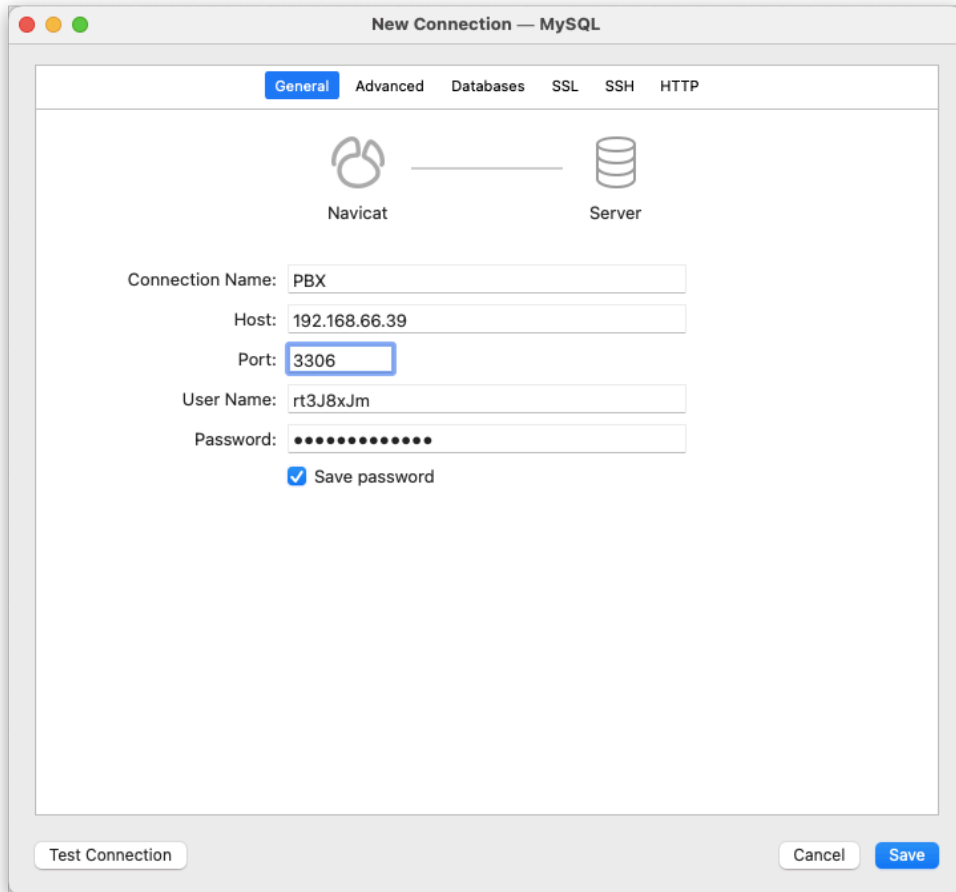 New Connection — MySQL
General Advanced Databases SSL SSH HTTP
Navicat Server
Connection Name: PBX
Host: 192.168.66.39
Port: 3306
User Name: rt3J8xJm
Password: •••••••••••••
Save password
Test Connection Cancel Save